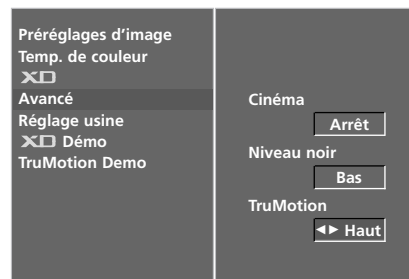 Préréglages d'image
Temp. de couleur
XD
Avancé
Réglage usine
XD Démo
TruMotion Demo
Cinéma
Arrêt
Niveau noir
Bas
TruMotion
◄► Haut